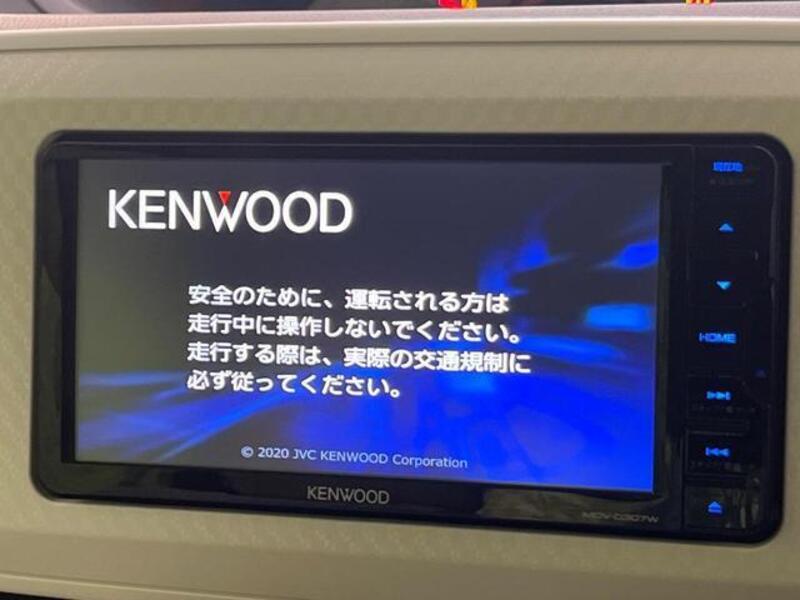 KENWOOD
安全のために、運転される方は
走行中に操作しないでください。
走行する際は、実際の交通規制に
必ず従ってください。
© 2020 JVC KENWOOD Corporation
KENWOOD
MDV-D307W
現在地
HOME